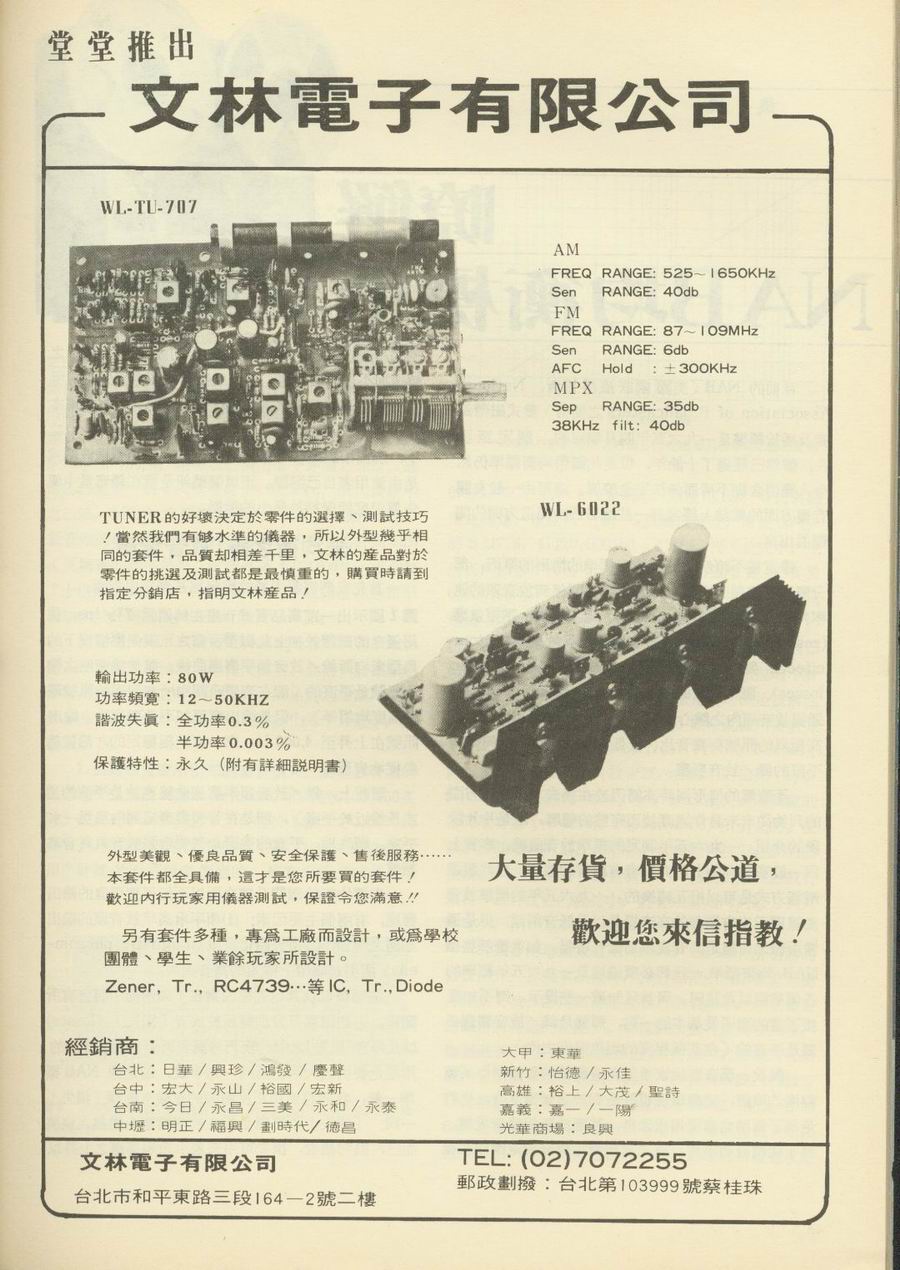 堂堂推出
文林電子有限公司
WL-TU-707
AM
FREQ RANGE: 525~1650KHz
Sen RANGE: 40db
FM
FREQ RANGE: 87~109MHz
Sen RANGE: 6db
AFC Hold : ±300KHz
MPX
Sep RANGE: 35db
38KHz filt: 40db
TUNER的好壞決定於零件的選擇、測試技巧
！當然我們有够水準的儀器，所以外型幾乎相
同的套件，品質却相差千里，文林的産品對於
零件的挑選及測試都是最慎重的，購買時請到
指定分銷店，指明文林産品！
WL-6022
輸出功率：80W
功率頻寬：12～50KHZ
諧波失眞：全功率0.3%
半功率0.003%
保護特性：永久（附有詳細説明書）
外型美觀、優良品質、安全保護、售後服務……
本套件都全具備，這才是您所要買的套件！
歡迎内行玩家用儀器測試，保證令您滿意!!
另有套件多種，專爲工廠而設計，或爲學校
團體、學生、業餘玩家所設計。
Zener, Tr., RC4739…等IC, Tr., Diode
大量存貨，價格公道，
歡迎您來信指教！
經銷商：
台北：日華／興珍／鴻發／慶聲
台中：宏大／永山／裕國／宏新
台南：今日／永昌／三美／永和／永泰
中壢：明正／福興／劃時代／德昌
大甲：東華
新竹：怡德／永佳
高雄：裕上／大茂／聖詩
嘉義：嘉一／一陽
光華商場：良興
文林電子有限公司
台北市和平東路三段164—2號二樓
TEL: (02)7072255
郵政劃撥：台北第103999號蔡桂珠